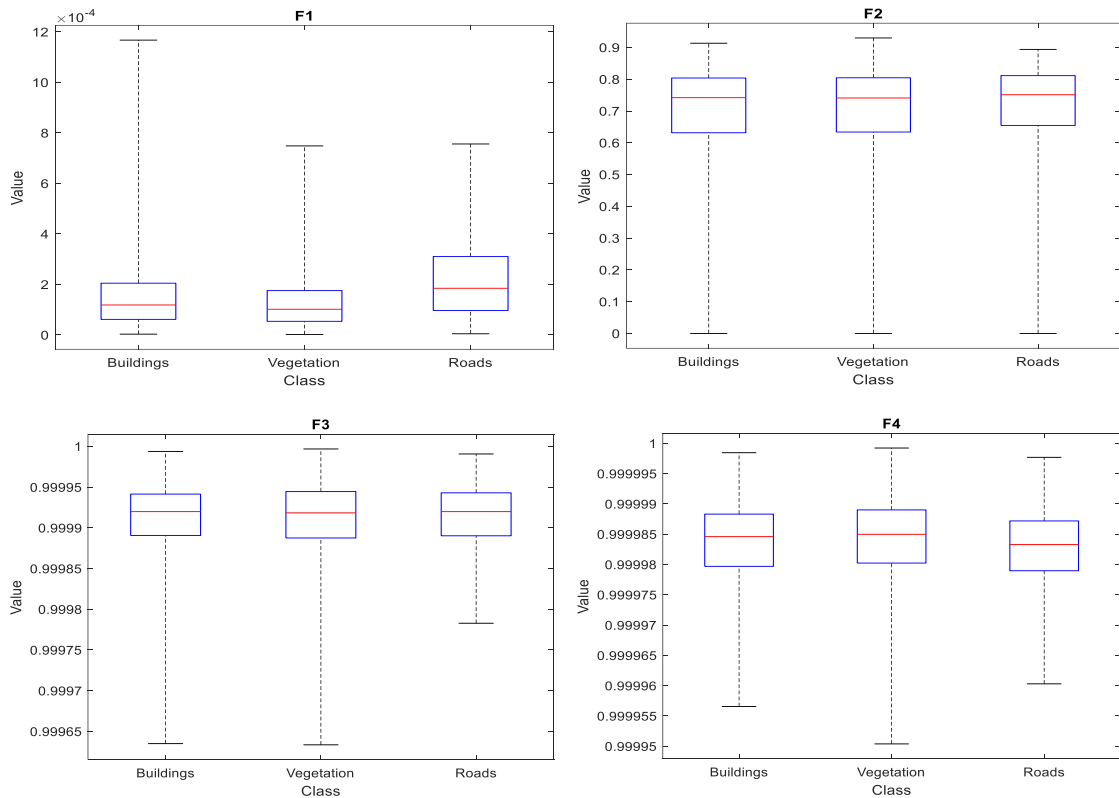 F1
×10⁻⁴
12
10
8
6
4
2
0
Value
Buildings Vegetation Roads
Class
F2
0.9
0.8
0.7
0.6
0.5
0.4
0.3
0.2
0.1
0
Value
Buildings Vegetation Roads
Class
F3
1
0.99995
0.9999
0.99985
0.9998
0.99975
0.9997
0.99965
Value
Buildings Vegetation Roads
Class
F4
1
0.999995
0.99999
0.999985
0.99998
0.999975
0.99997
0.999965
0.99996
0.999955
0.99995
Value
Buildings Vegetation Roads
Class